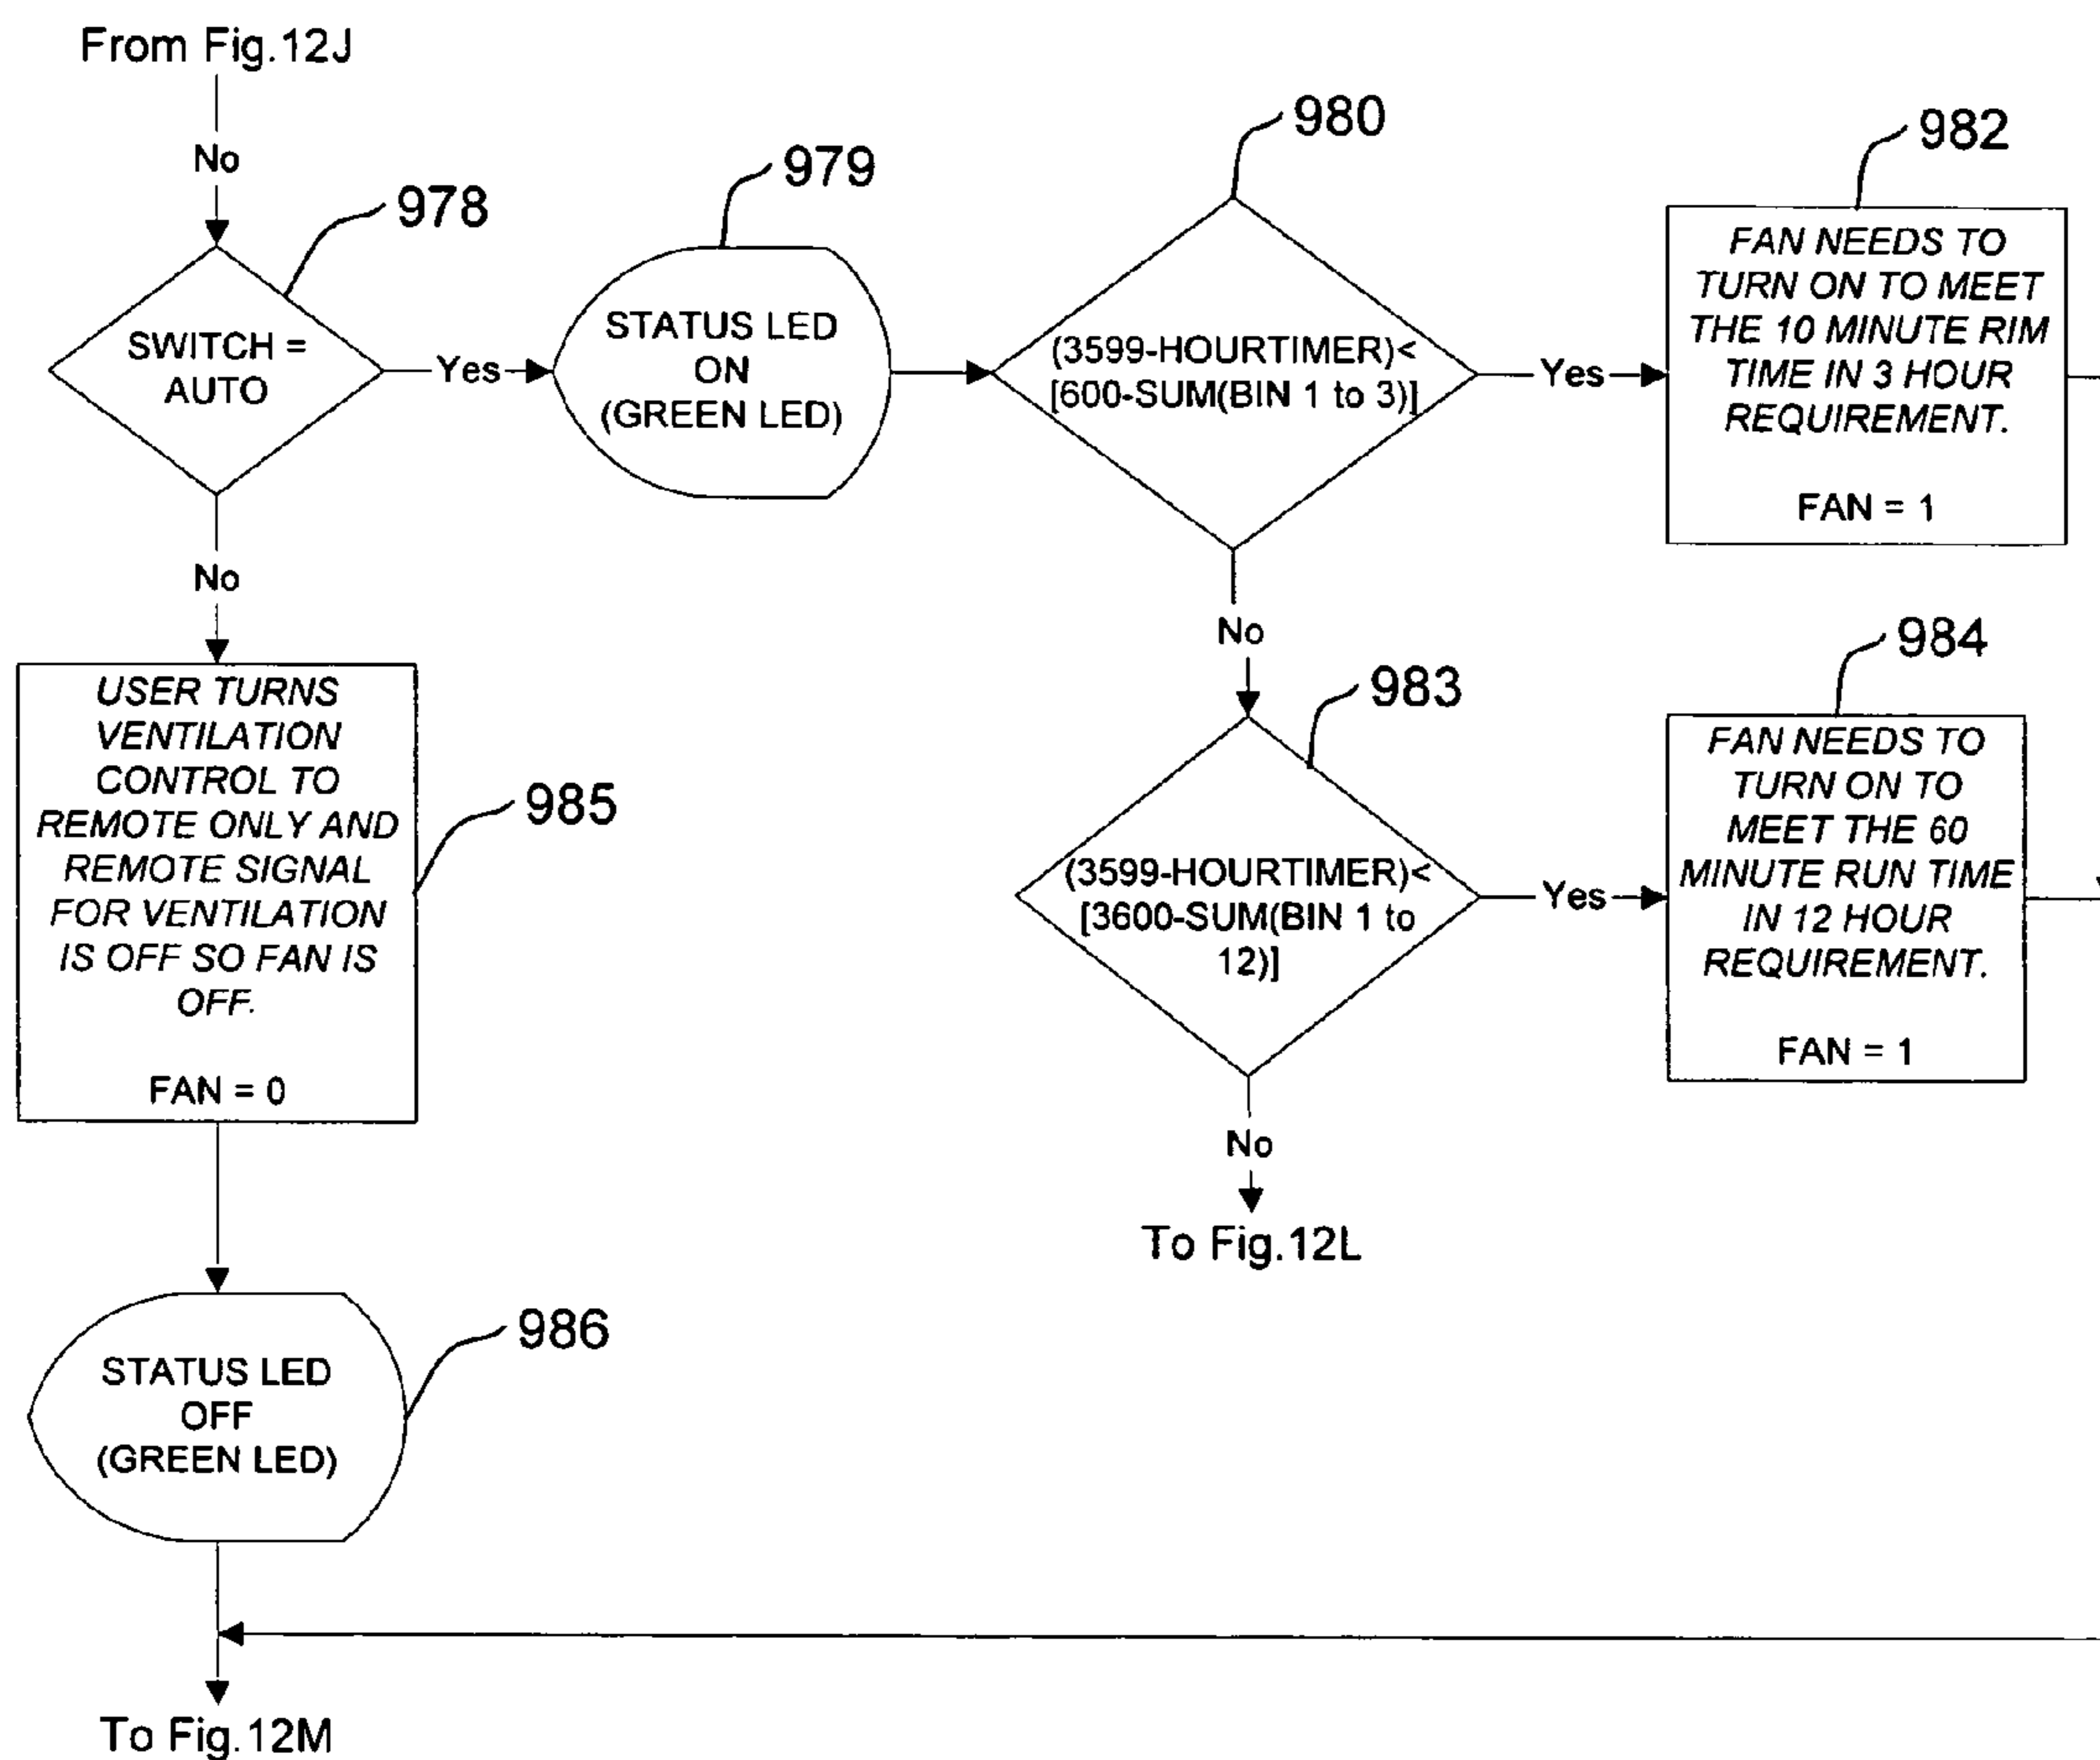 From Fig.12J
No
978
SWITCH =
AUTO
Yes
979
STATUS LED
ON
(GREEN LED)
980
(3599-HOURTIMER)<
[600-SUM(BIN 1 to 3)]
Yes
982
FAN NEEDS TO
TURN ON TO MEET
THE 10 MINUTE RIM
TIME IN 3 HOUR
REQUIREMENT.
FAN = 1
No
983
(3599-HOURTIMER)<
[3600-SUM(BIN 1 to
12)]
Yes
984
FAN NEEDS TO
TURN ON TO
MEET THE 60
MINUTE RUN TIME
IN 12 HOUR
REQUIREMENT.
FAN = 1
No
To Fig.12L
No
985
USER TURNS
VENTILATION
CONTROL TO
REMOTE ONLY AND
REMOTE SIGNAL
FOR VENTILATION
IS OFF SO FAN IS
OFF.
FAN = 0
986
STATUS LED
OFF
(GREEN LED)
To Fig.12M